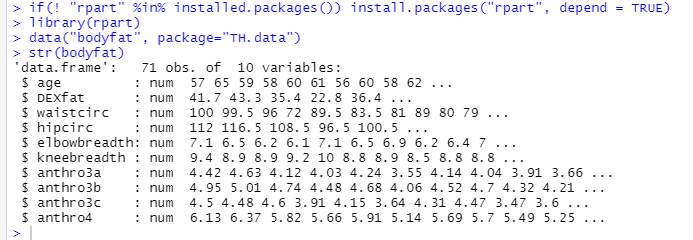 > if(! "rpart" %in% installed.packages()) install.packages("rpart", depend = TRUE)
> library(rpart)
> data("bodyfat", package="TH.data")
> str(bodyfat)
'data.frame':   71 obs. of  10 variables:
 $ age         : num  57 65 59 58 60 61 56 60 58 62 ...
 $ DEXfat      : num  41.7 43.3 35.4 22.8 36.4 ...
 $ waistcirc   : num  100 99.5 96 72 89.5 83.5 81 89 80 79 ...
 $ hipcirc     : num  112 116.5 108.5 96.5 100.5 ...
 $ elbowbreadth: num  7.1 6.5 6.2 6.1 7.1 6.5 6.9 6.2 6.4 7 ...
 $ kneebreadth : num  9.4 8.9 8.9 9.2 10 8.8 8.9 8.5 8.8 8.8 ...
 $ anthro3a    : num  4.42 4.63 4.12 4.03 4.24 3.55 4.14 4.04 3.91 3.66 ...
 $ anthro3b    : num  4.95 5.01 4.74 4.48 4.68 4.06 4.52 4.7 4.32 4.21 ...
 $ anthro3c    : num  4.5 4.48 4.6 3.91 4.15 3.64 4.31 4.47 3.47 3.6 ...
 $ anthro4     : num  6.13 6.37 5.82 5.66 5.91 5.14 5.69 5.7 5.49 5.25 ...
>